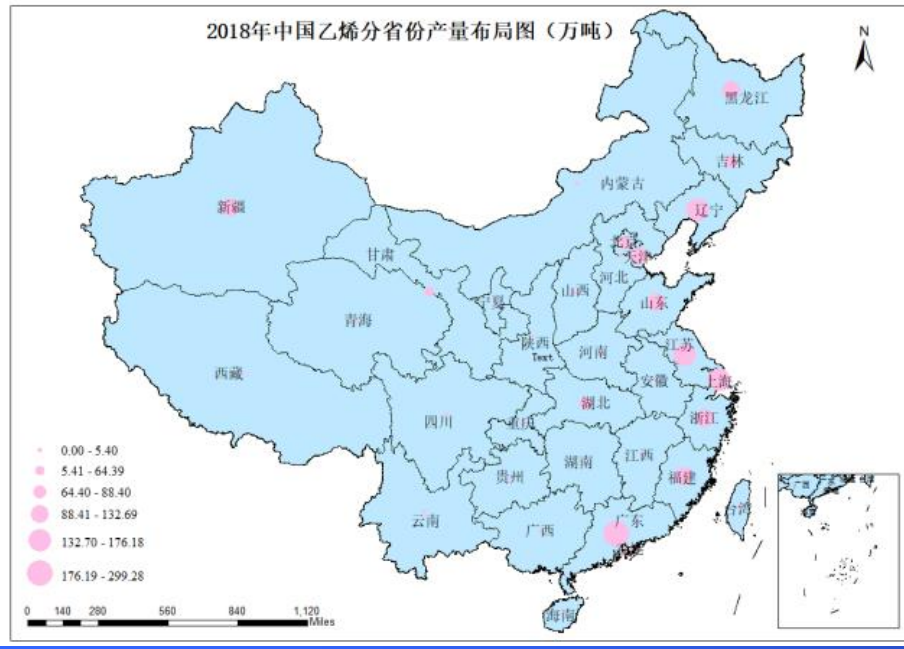 2018年中国乙烯分省份产量布局图（万吨）
N
黑龙江
吉林
内蒙古
辽宁
新疆
北京
天津
甘肃
河北
山西
宁夏
山东
青海
陕西
Text
河南
江苏
西藏
安徽
上海
湖北
四川
重庆
浙江
湖南
江西
贵州
福建
台湾
云南
广西
广东
海南
0.00 - 5.40
5.41 - 64.39
64.40 - 88.40
88.41 - 132.69
132.70 - 176.18
176.19 - 299.28
0 140 280 560 840 1,120
Miles
广西